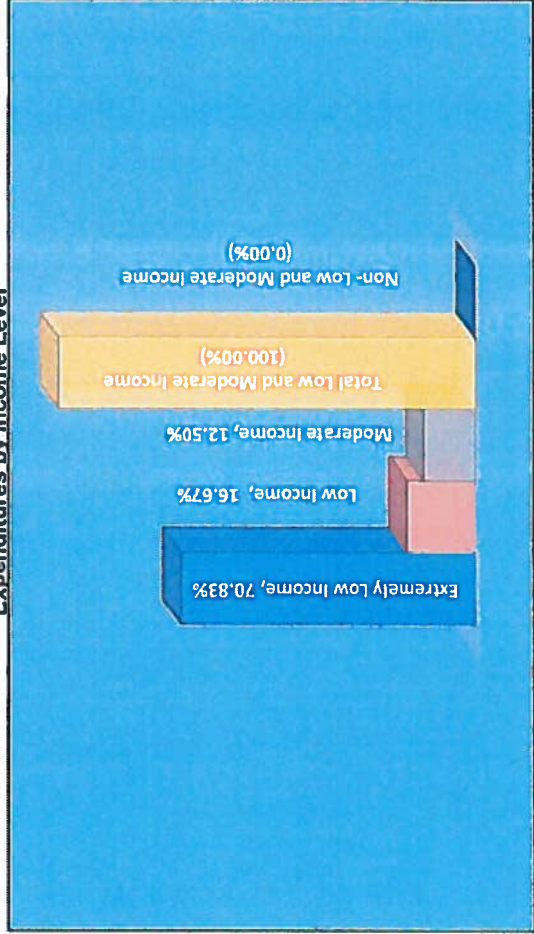 Expenditures by Income Level
Extremely Low Income, 70.83%
Low Income, 16.67%
Moderate Income, 12.50%
Total Low and Moderate Income
(100.00%)
Non- Low and Moderate Income
(0.00%)